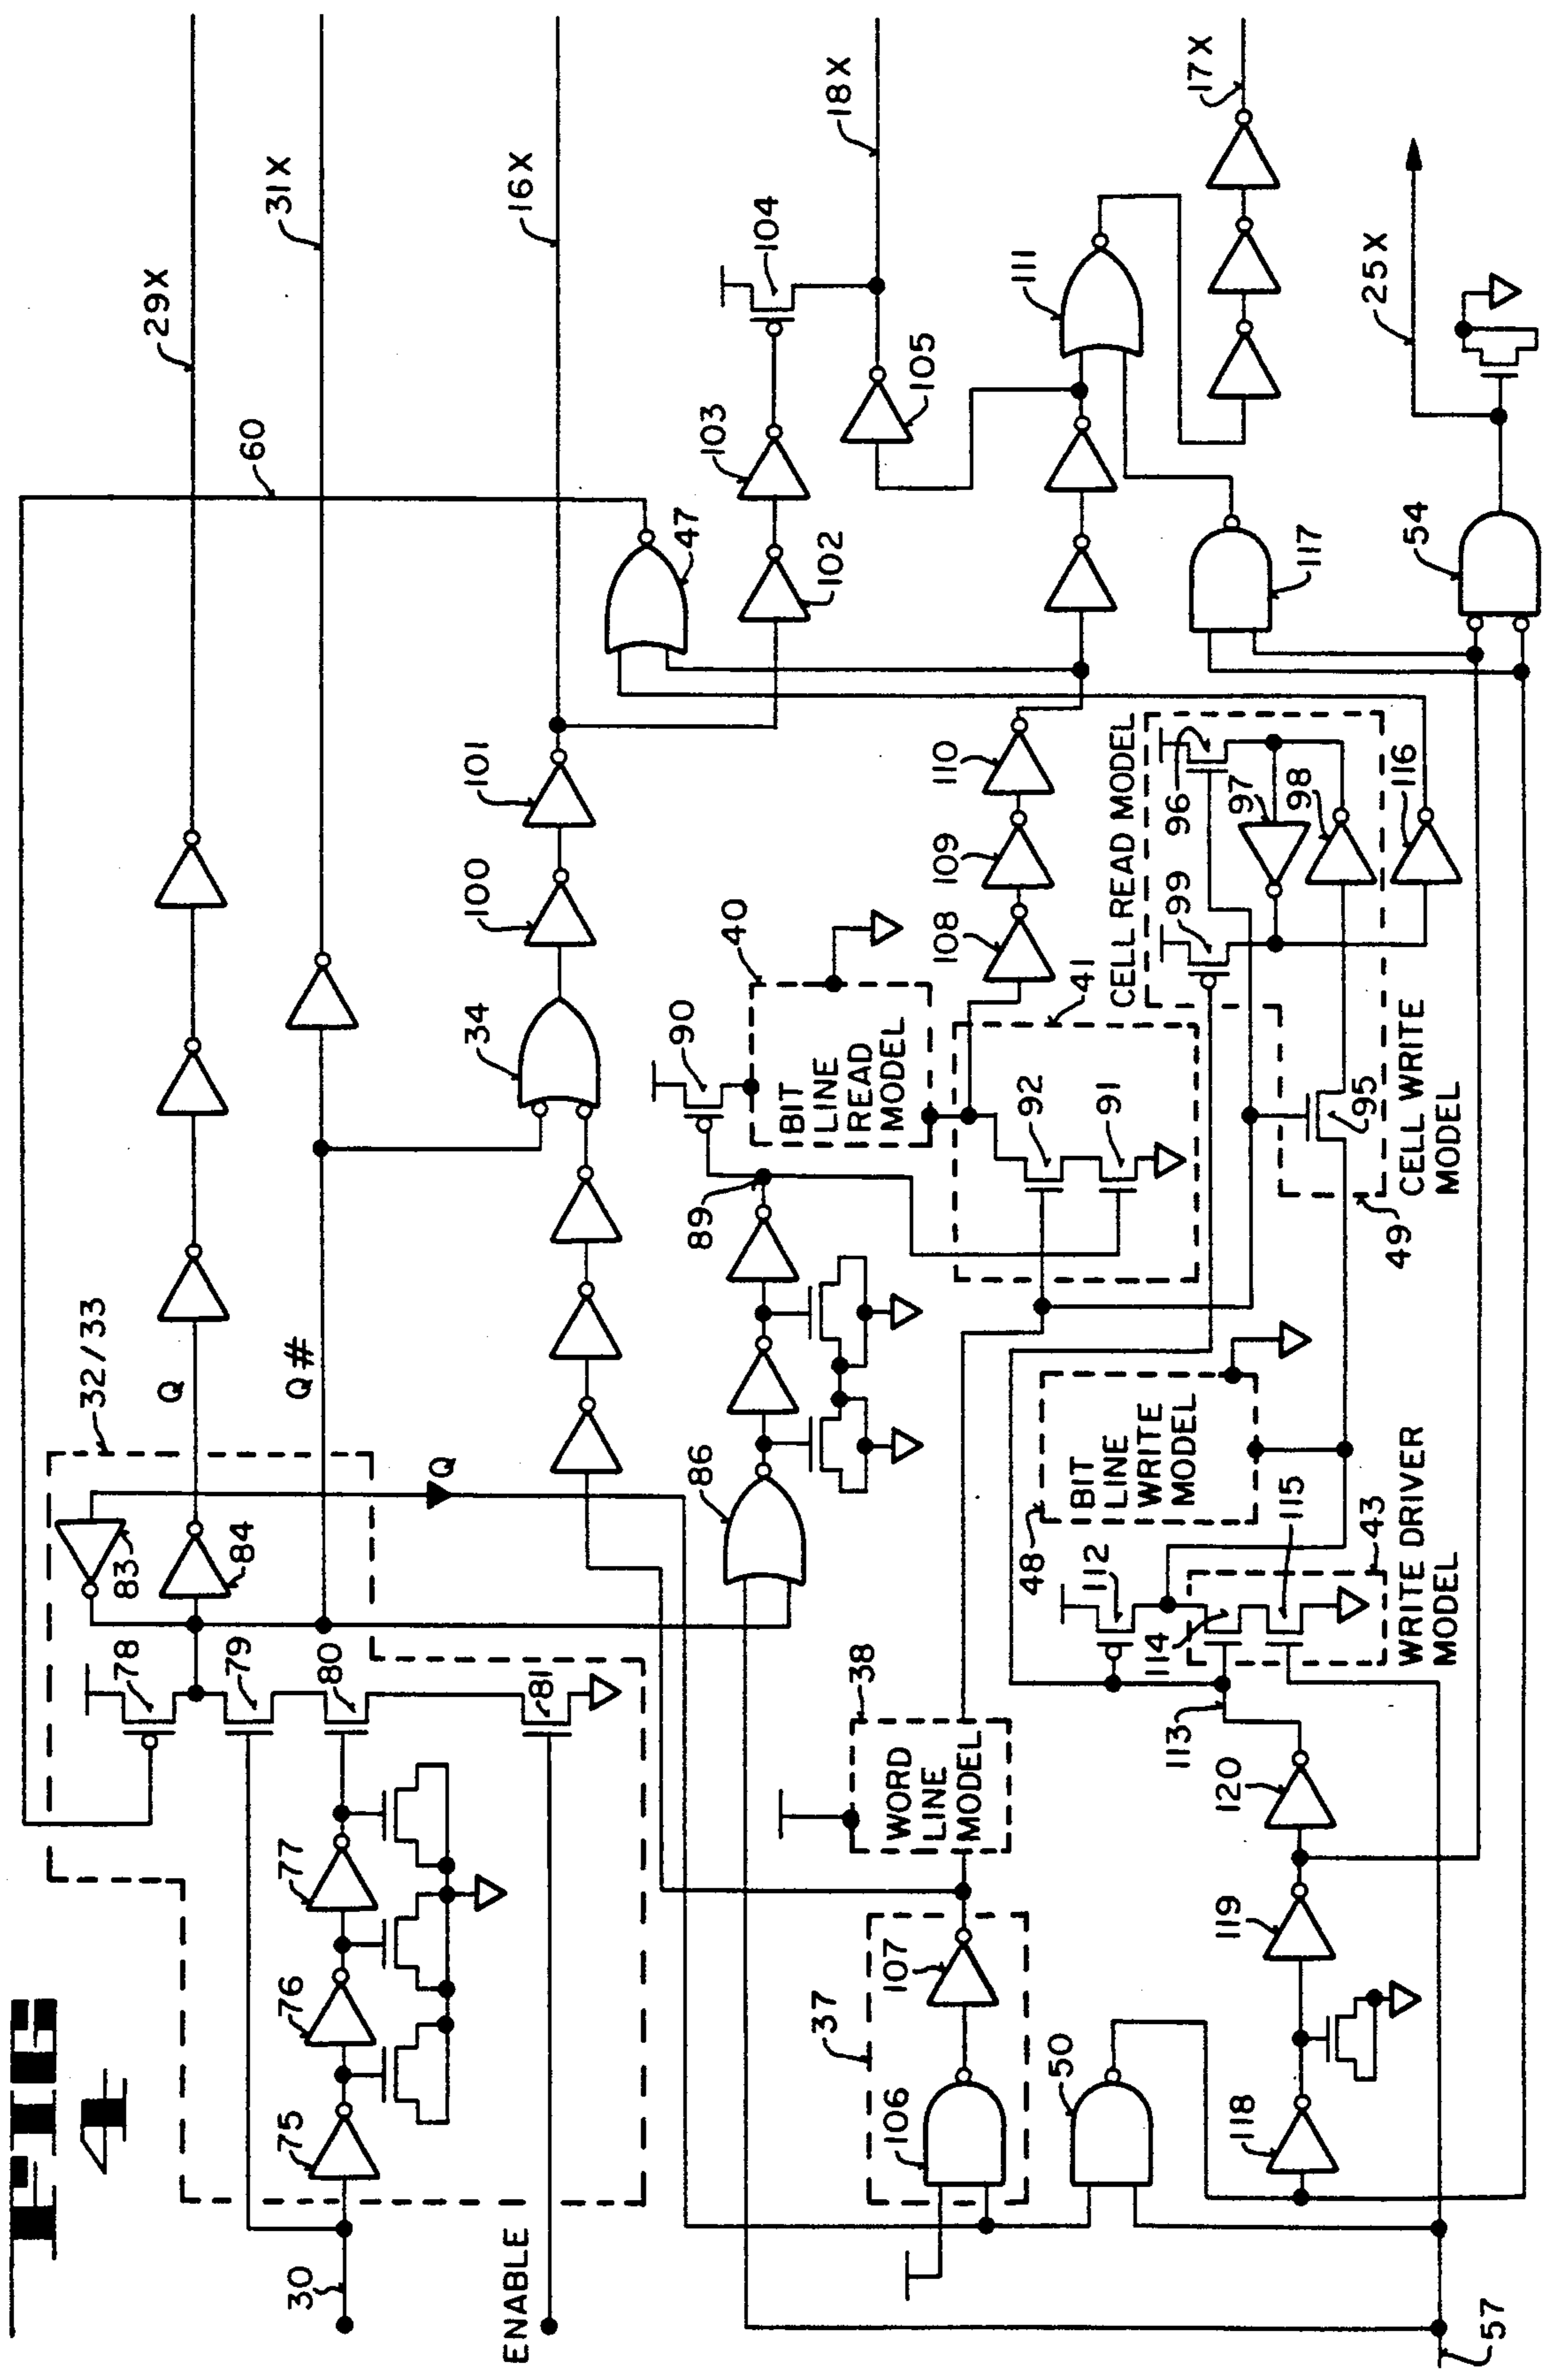 FIG
4
29X
31X
16X
18X
17X
25X
60
47
104
103
102
105
111
117
54
101
100
34
110
109
108
40
41
90
BIT
LINE
READ
MODEL
92
91
89
CELL READ MODEL
96
97
98
99
116
95
49
CELL WRITE
MODEL
32/33
Q
Q#
Q
83
84
86
78
79
80
81
48
BIT
LINE
WRITE
MODEL
112
114
115
43
WRITE DRIVER
MODEL
113
38
WORD
LINE
MODEL
77
76
75
30
ENABLE
37
107
106
50
118
119
120
57